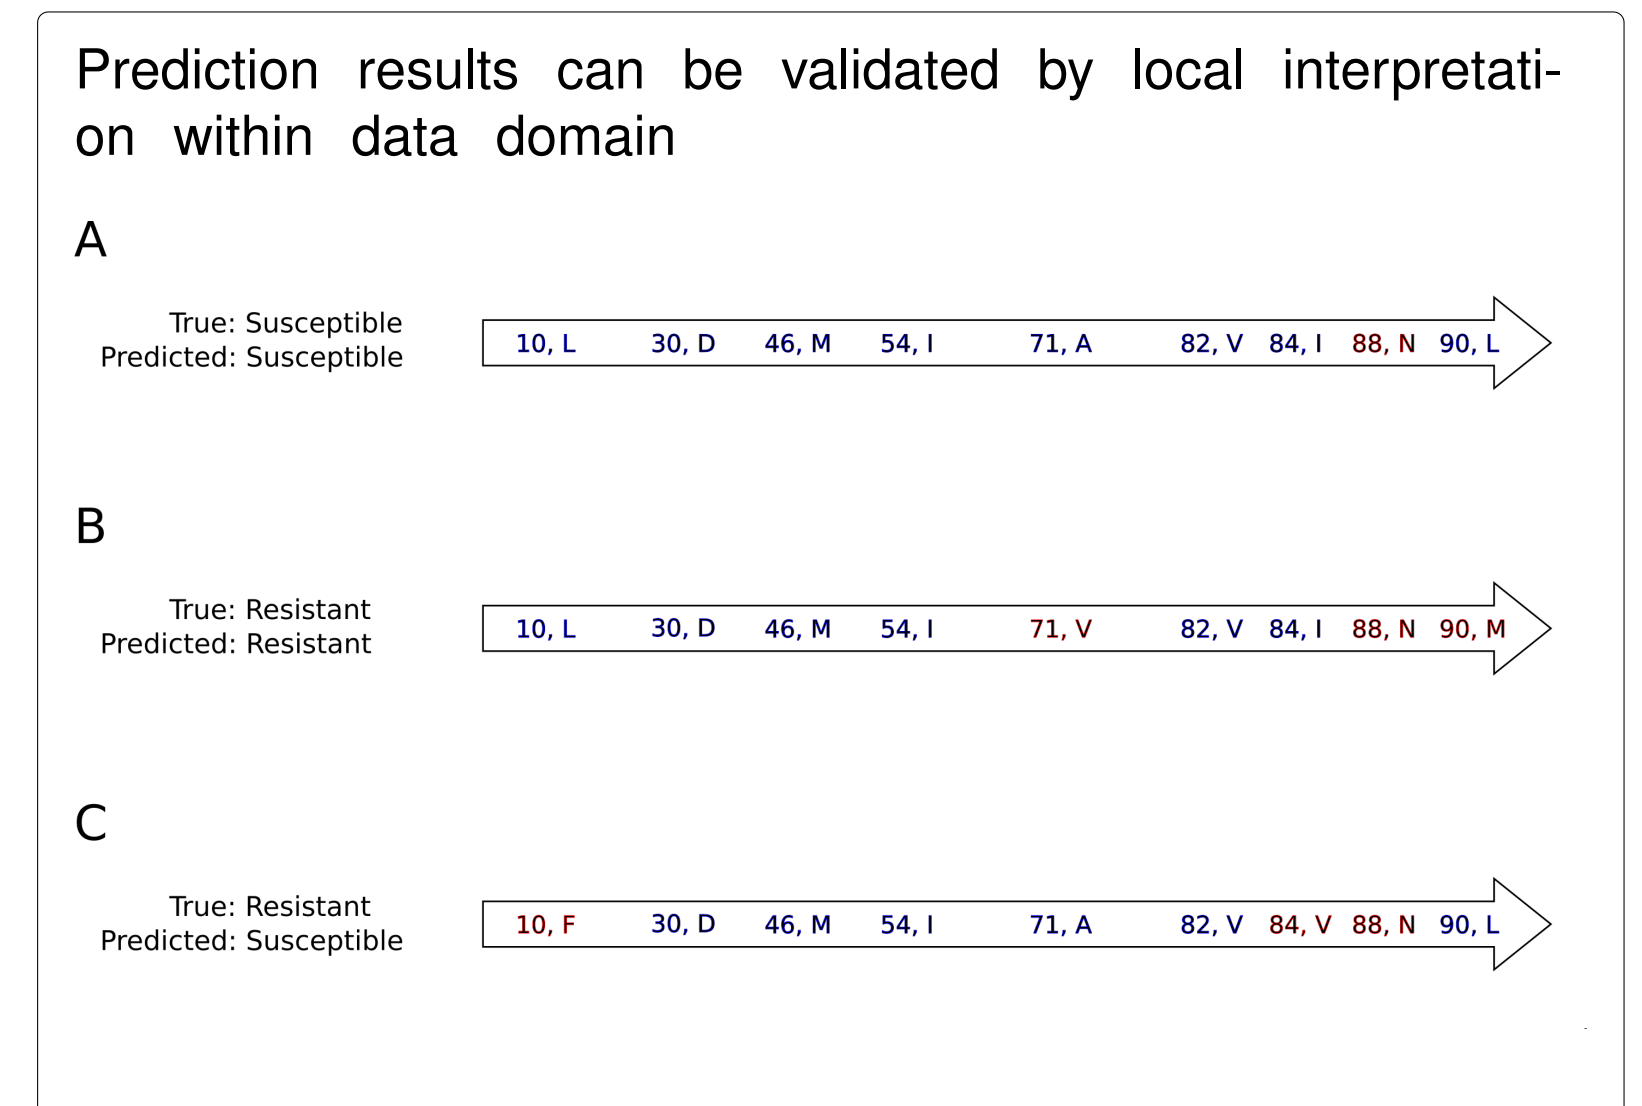 Prediction results can be validated by local interpretati-
on within data domain
A
True: Susceptible
Predicted: Susceptible
10, L 30, D 46, M 54, I 71, A 82, V 84, I 88, N 90, L
B
True: Resistant
Predicted: Resistant
10, L 30, D 46, M 54, I 71, V 82, V 84, I 88, N 90, M
C
True: Resistant
Predicted: Susceptible
10, F 30, D 46, M 54, I 71, A 82, V 84, V 88, N 90, L